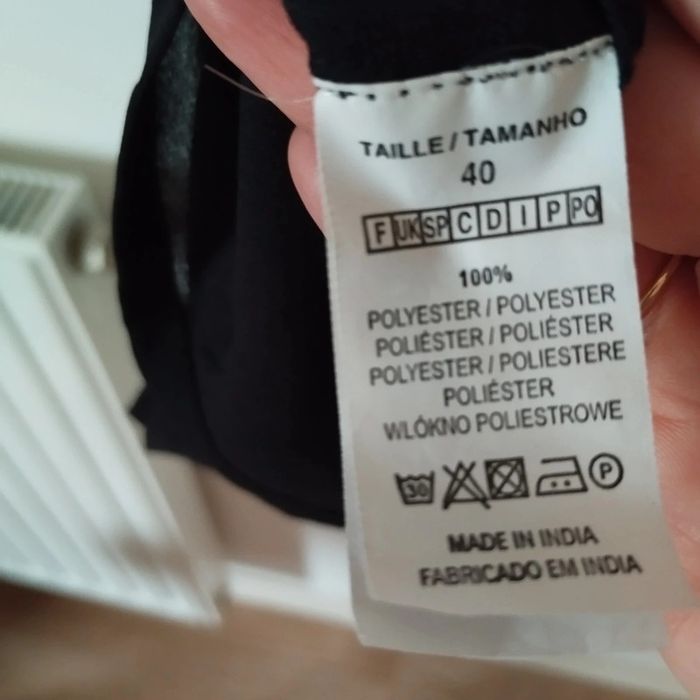 TAILLE / TAMANHO
40
F UK SP C D I P PO
100%
POLYESTER / POLYESTER
POLIÉSTER / POLIÉSTER
POLYESTER / POLIESTERE
POLIÉSTER
WLÓKNO POLIESTROWE
30 P
MADE IN INDIA
FABRICADO EM INDIA